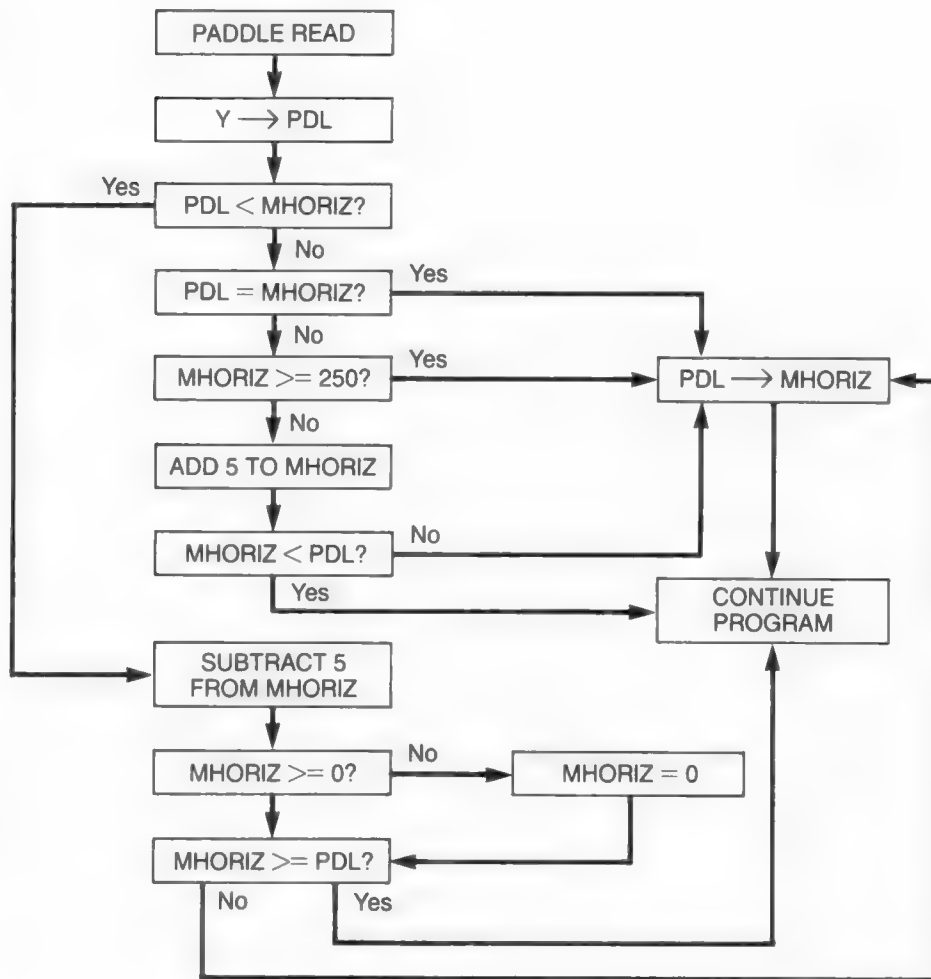 PADDLE READ
Y → PDL
Yes
PDL < MHORIZ?
No
PDL = MHORIZ?
Yes
No
MHORIZ >= 250?
Yes
PDL → MHORIZ
No
ADD 5 TO MHORIZ
MHORIZ < PDL?
No
Yes
CONTINUE
PROGRAM
SUBTRACT 5
FROM MHORIZ
MHORIZ >= 0?
No
MHORIZ = 0
MHORIZ >= PDL?
No
Yes